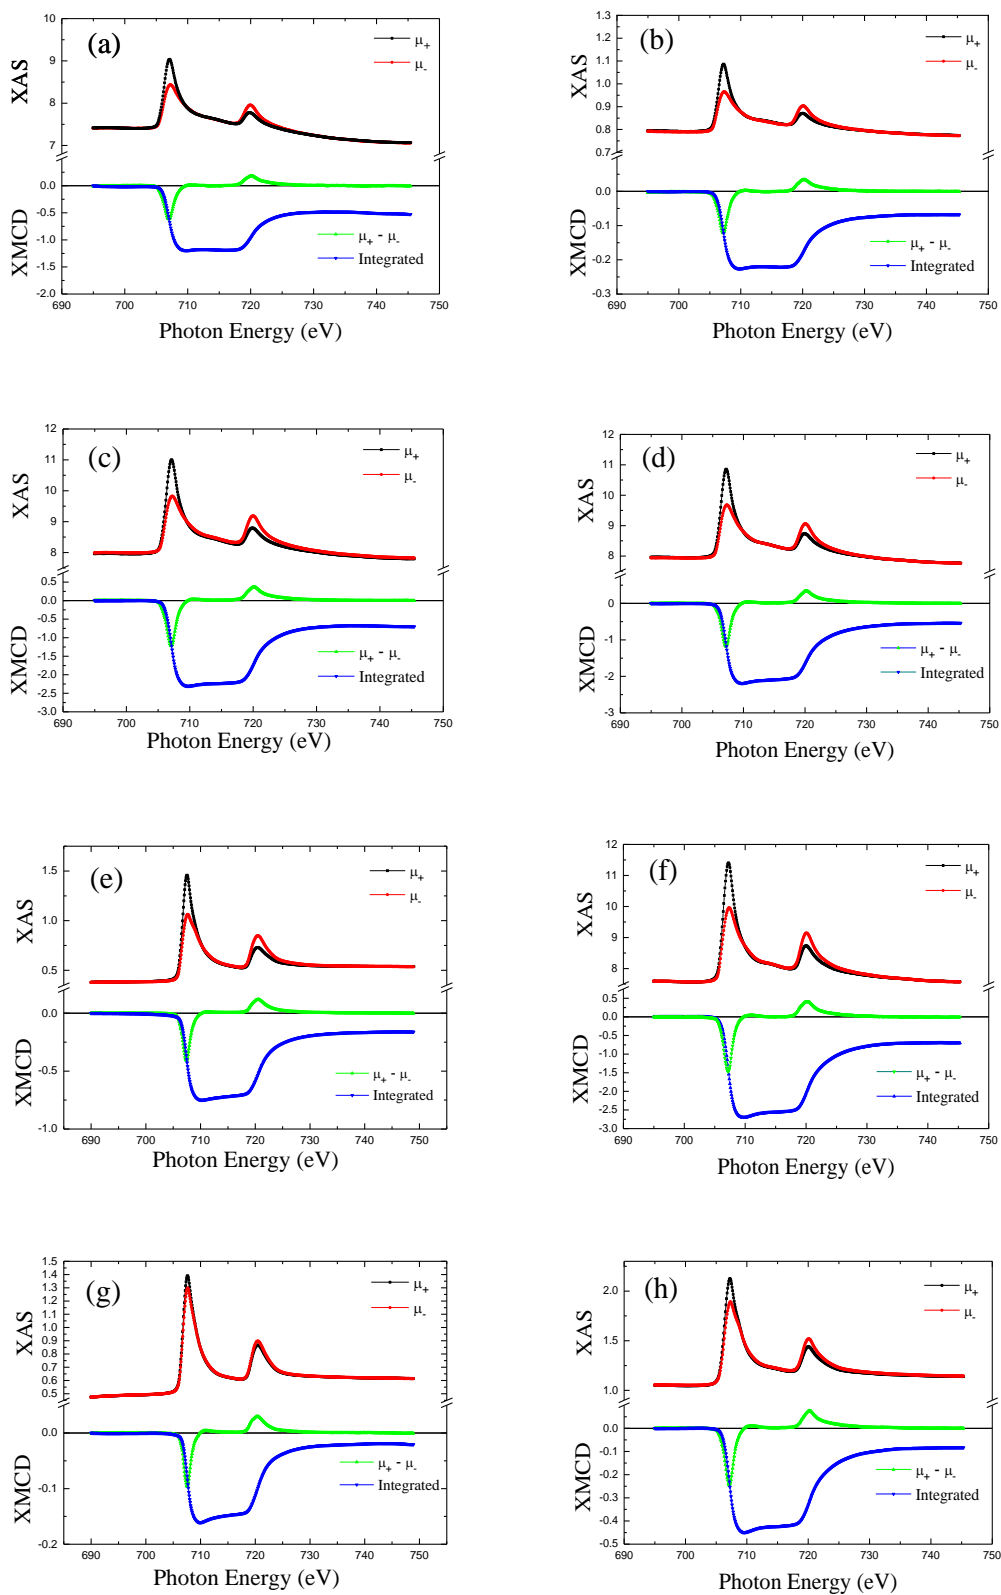 (a)
XAS
10
9
8
7
μ+
μ-
XMCD
0.0
-0.5
-1.0
-1.5
-2.0
μ+ - μ-
Integrated
690 700 710 720 730 740 750
Photon Energy (eV)
(b)
XAS
1.3
1.2
1.1
1.0
0.9
0.8
0.7
μ+
μ-
XMCD
0.0
-0.1
-0.2
-0.3
μ+ - μ-
Integrated
690 700 710 720 730 740 750
Photon Energy (eV)
(c)
XAS
12
11
10
9
8
μ+
μ-
XMCD
0.5
0.0
-0.5
-1.0
-1.5
-2.0
-2.5
-3.0
μ+ - μ-
Integrated
690 700 710 720 730 740 750
Photon Energy (eV)
(d)
XAS
12
11
10
9
8
μ+
μ-
XMCD
0
-1
-2
-3
μ+ - μ-
Integrated
690 700 710 720 730 740 750
Photon Energy (eV)
(e)
XAS
1.5
1.0
0.5
μ+
μ-
XMCD
0.0
-0.5
-1.0
μ+ - μ-
Integrated
690 700 710 720 730 740 750
Photon Energy (eV)
(f)
XAS
12
11
10
9
8
μ+
μ-
XMCD
0.5
0.0
-0.5
-1.0
-1.5
-2.0
-2.5
-3.0
μ+ - μ-
Integrated
690 700 710 720 730 740 750
Photon Energy (eV)
(g)
XAS
1.5
1.4
1.3
1.2
1.1
1.0
0.9
0.8
0.7
0.6
0.5
μ+
μ-
XMCD
0.0
-0.1
-0.2
μ+ - μ-
Integrated
690 700 710 720 730 740 750
Photon Energy (eV)
(h)
XAS
2.0
1.5
1.0
μ+
μ-
XMCD
0.0
-0.1
-0.2
-0.3
-0.4
-0.5
μ+ - μ-
Integrated
690 700 710 720 730 740 750
Photon Energy (eV)